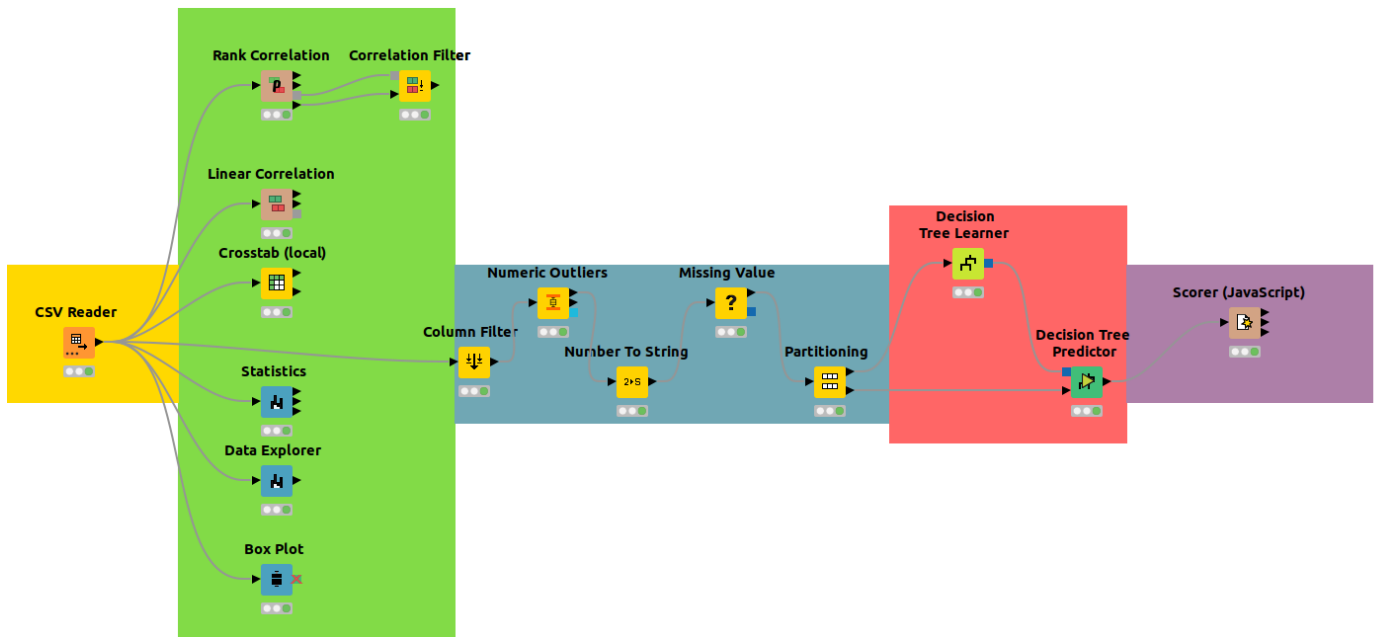 Rank Correlation
Correlation Filter
p
Linear Correlation
Crosstab (local)
CSV Reader
Statistics
Data Explorer
Box Plot
Column Filter
Numeric Outliers
Number To String
2▸S
Missing Value
?
Partitioning
Decision
Tree Learner
Decision Tree
Predictor
Scorer (JavaScript)